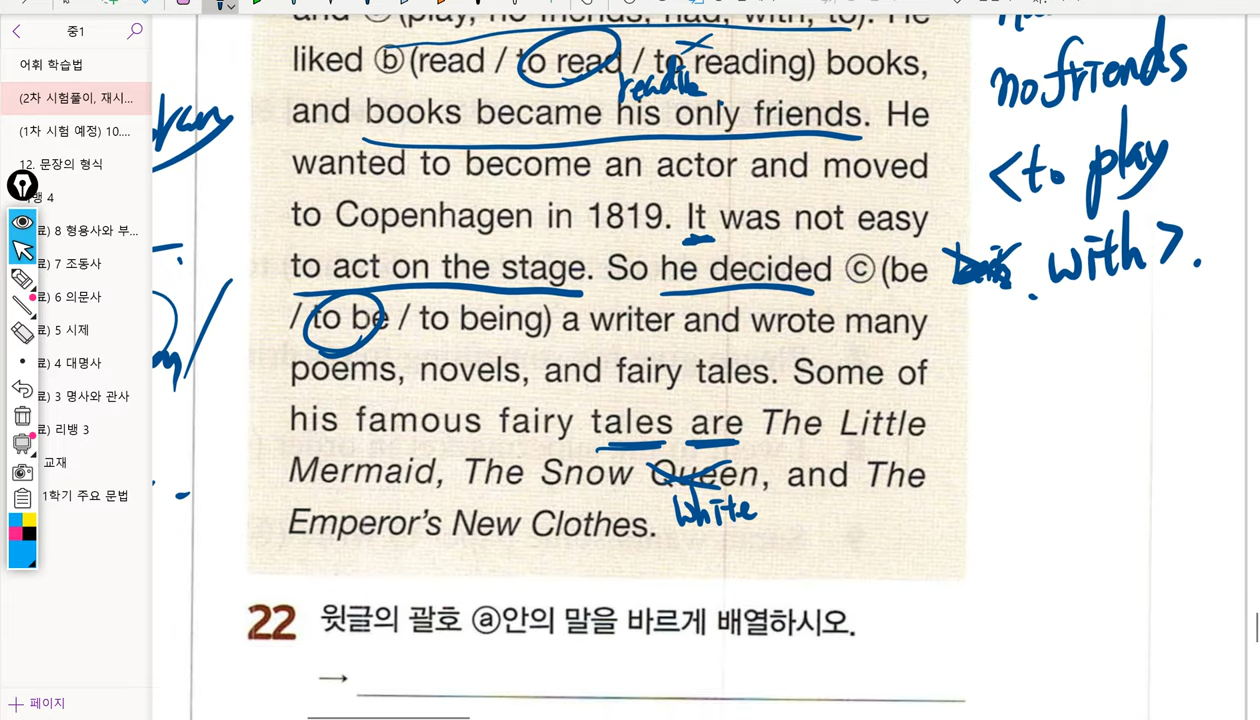 중1
어휘 학습법
(2차 시험풀이, 재시...
(1차 시험 예정) 10....
12. 문장의 형식
4
료) 8 형용사와 부...
료) 7 조동사
료) 6 의문사
료) 5 시제
료) 4 대명사
료) 3 명사와 관사
료) 리뱅 3
교재
1학기 주요 문법
페이지
and ⓐ(play, no friends, had, with, to). He
liked ⓑ(read / to read / to reading) books,
and books became his only friends. He
wanted to become an actor and moved
to Copenhagen in 1819. It was not easy
to act on the stage. So he decided ⓒ(be
/ to be / to being) a writer and wrote many
poems, novels, and fairy tales. Some of
his famous fairy tales are The Little
Mermaid, The Snow Queen, and The
white
Emperor's New Clothes.
no friends
<to play
with>.
22 윗글의 괄호 ⓐ안의 말을 바르게 배열하시오.
→